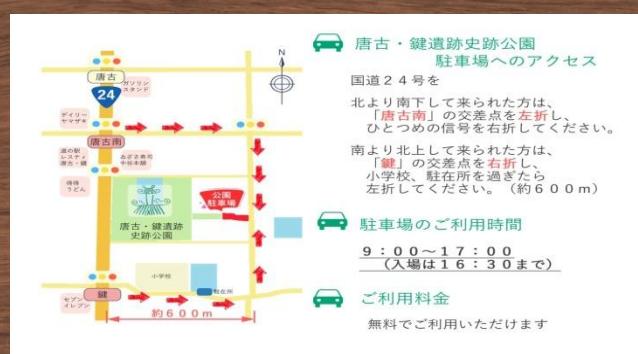 唐古
24
ガソリン
スタンド
デイリー
ヤマザキ
唐古南
道の駅
レスティ
唐古・鍵
ゐざさ寿司
中谷本舗
侍侍
うどん
公園
駐車場
唐古・鍵遺跡
史跡公園
小学校
駐在所
鍵
セブン
イレブン
約600m
N
唐古・鍵遺跡史跡公園
駐車場へのアクセス
国道24号を
北より南下して来られた方は、
「唐古南」の交差点を左折し、
ひとつめの信号を右折してください。
南より北上して来られた方は、
「鍵」の交差点を右折し、
小学校、駐在所を過ぎたら
左折してください。(約600m)
駐車場のご利用時間
9:00～17:00
(入場は16:30まで)
ご利用料金
無料でご利用いただけます